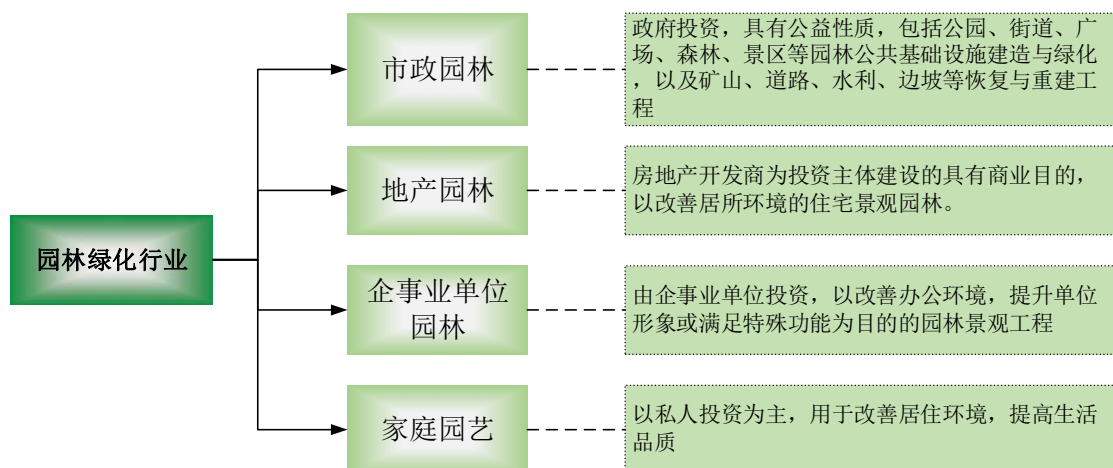 市政园林
政府投资，具有公益性质，包括公园、街道、广
场、森林、景区等园林公共基础设施建造与绿化
，以及矿山、道路、水利、边坡等恢复与重建工
程
地产园林
房地产开发商为投资主体建设的具有商业目的，
以改善居所环境的住宅景观园林。
园林绿化行业
企事业单位
园林
由企事业单位投资，以改善办公环境，提升单位
形象或满足特殊功能为目的的园林景观工程
家庭园艺
以私人投资为主，用于改善居住环境，提高生活
品质